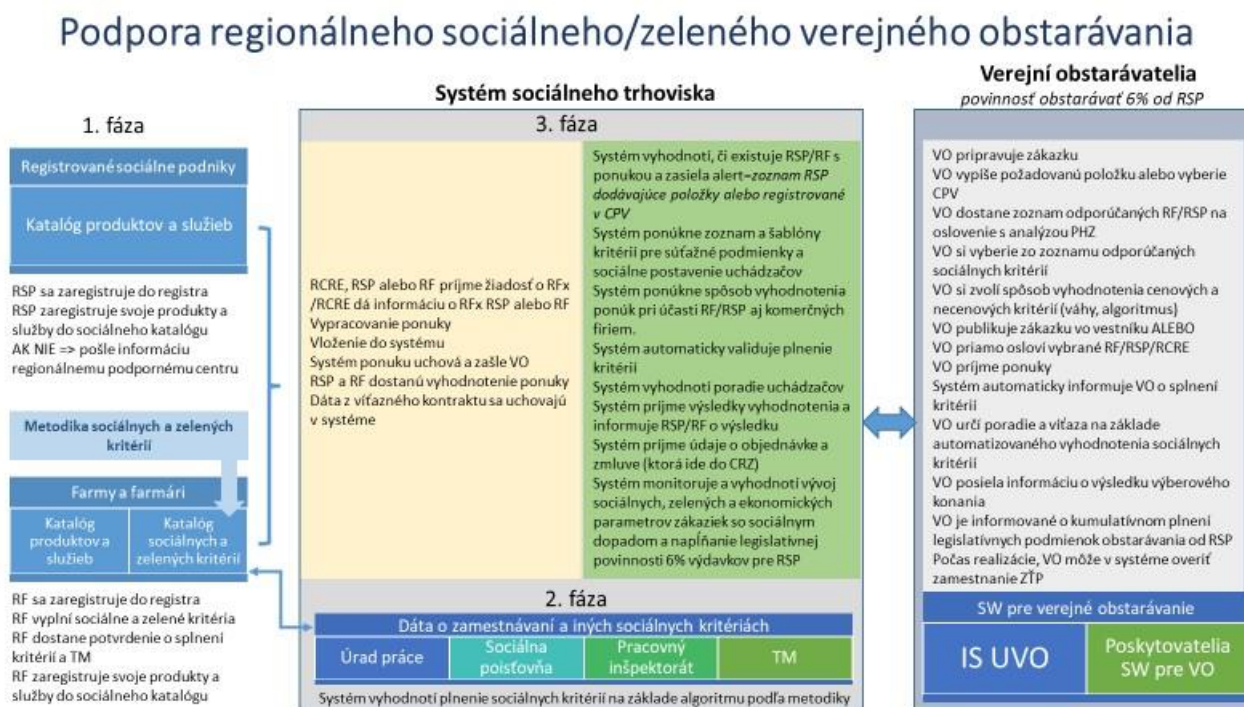 Podpora regionálneho sociálneho/zeleného verejného obstarávania
1. fáza
Registrované sociálne podniky
Katalóg produktov a služieb
RSP sa zaregistruje do registra
RSP zaregistruje svoje produkty a
služby do sociálneho katalógu
AK NIE => pošle informáciu
regionálnemu podpornému centru
Metodika sociálnych a zelených
kritérií
Farmy a farmári
Katalóg
produktov a
služieb
Katalóg
sociálnych a
zelených kritérií
RF sa zaregistruje do registra
RF vyplní sociálne a zelené kritéria
RF dostane potvrdenie o splnení
kritérií a TM
RF zaregistruje svoje produkty a
služby do sociálneho katalógu
Systém sociálneho trhoviska
3. fáza
RCRE, RSP alebo RF príjme žiadosť o RFx
/RCRE dá informáciu o RFx RSP alebo RF
Vypracovanie ponuky
Vloženie do systému
Systém ponuku uchová a zašle VO
RSP a RF dostanú vyhodnotenie ponuky
Dáta z víťazného kontraktu sa uchovajú
v systéme
Systém vyhodnotí, či existuje RSP/RF s
ponukou a zasiela alert=zoznam RSP
dodávajúce položky alebo registrované
v CPV
Systém ponúkne zoznam a šablóny
kritérii pre súťažné podmienky a
sociálne postavenie uchádzačov
Systém ponúkne spôsob vyhodnotenia
ponúk pri účasti RF/RSP aj komerčných
firiem.
Systém automaticky validuje plnenie
kritérií
Systém vyhodnotí poradie uchádzačov
Systém príjme výsledky vyhodnotenia a
informuje RSP/RF o výsledku
Systém príjme údaje o objednávke a
zmluve (ktorá ide do CRZ)
Systém monitoruje a vyhodnotí vývoj
sociálnych, zelených a ekonomických
parametrov zákaziek so sociálnym
dopadom a napĺňanie legislatívnej
povinnosti 6% výdavkov pre RSP
2. fáza
Dáta o zamestnávaní a iných sociálnych kritériách
Úrad práce
Sociálna
poisťovňa
Pracovný
inšpektorát
TM
Systém vyhodnotí plnenie sociálnych kritérií na základe algoritmu podľa metodiky
Verejní obstarávatelia
povinnosť obstarávať 6% od RSP
VO pripravuje zákazku
VO vypíše požadovanú položku alebo vyberie
CPV
VO dostane zoznam odporúčaných RF/RSP na
oslovenie s analýzou PHZ
VO si vyberie zo zoznamu odporúčaných
sociálnych kritérií
VO si zvolí spôsob vyhodnotenia cenových a
necenových kritérií (váhy, algoritmus)
VO publikuje zákazku vo vestníku ALEBO
VO priamo osloví vybrané RF/RSP/RCRE
VO príjme ponuky
Systém automaticky informuje VO o splnení
kritérií
VO určí poradie a víťaza na základe
automatizovaného vyhodnotenia sociálnych
kritérií
VO posiela informáciu o výsledku výberového
konania
VO je informované o kumulatívnom plnení
legislatívnych podmienok obstarávania od RSP
Počas realizácie, VO môže v systéme overiť
zamestnanie ZŤP
SW pre verejné obstarávanie
IS UVO
Poskytovatelia
SW pre VO